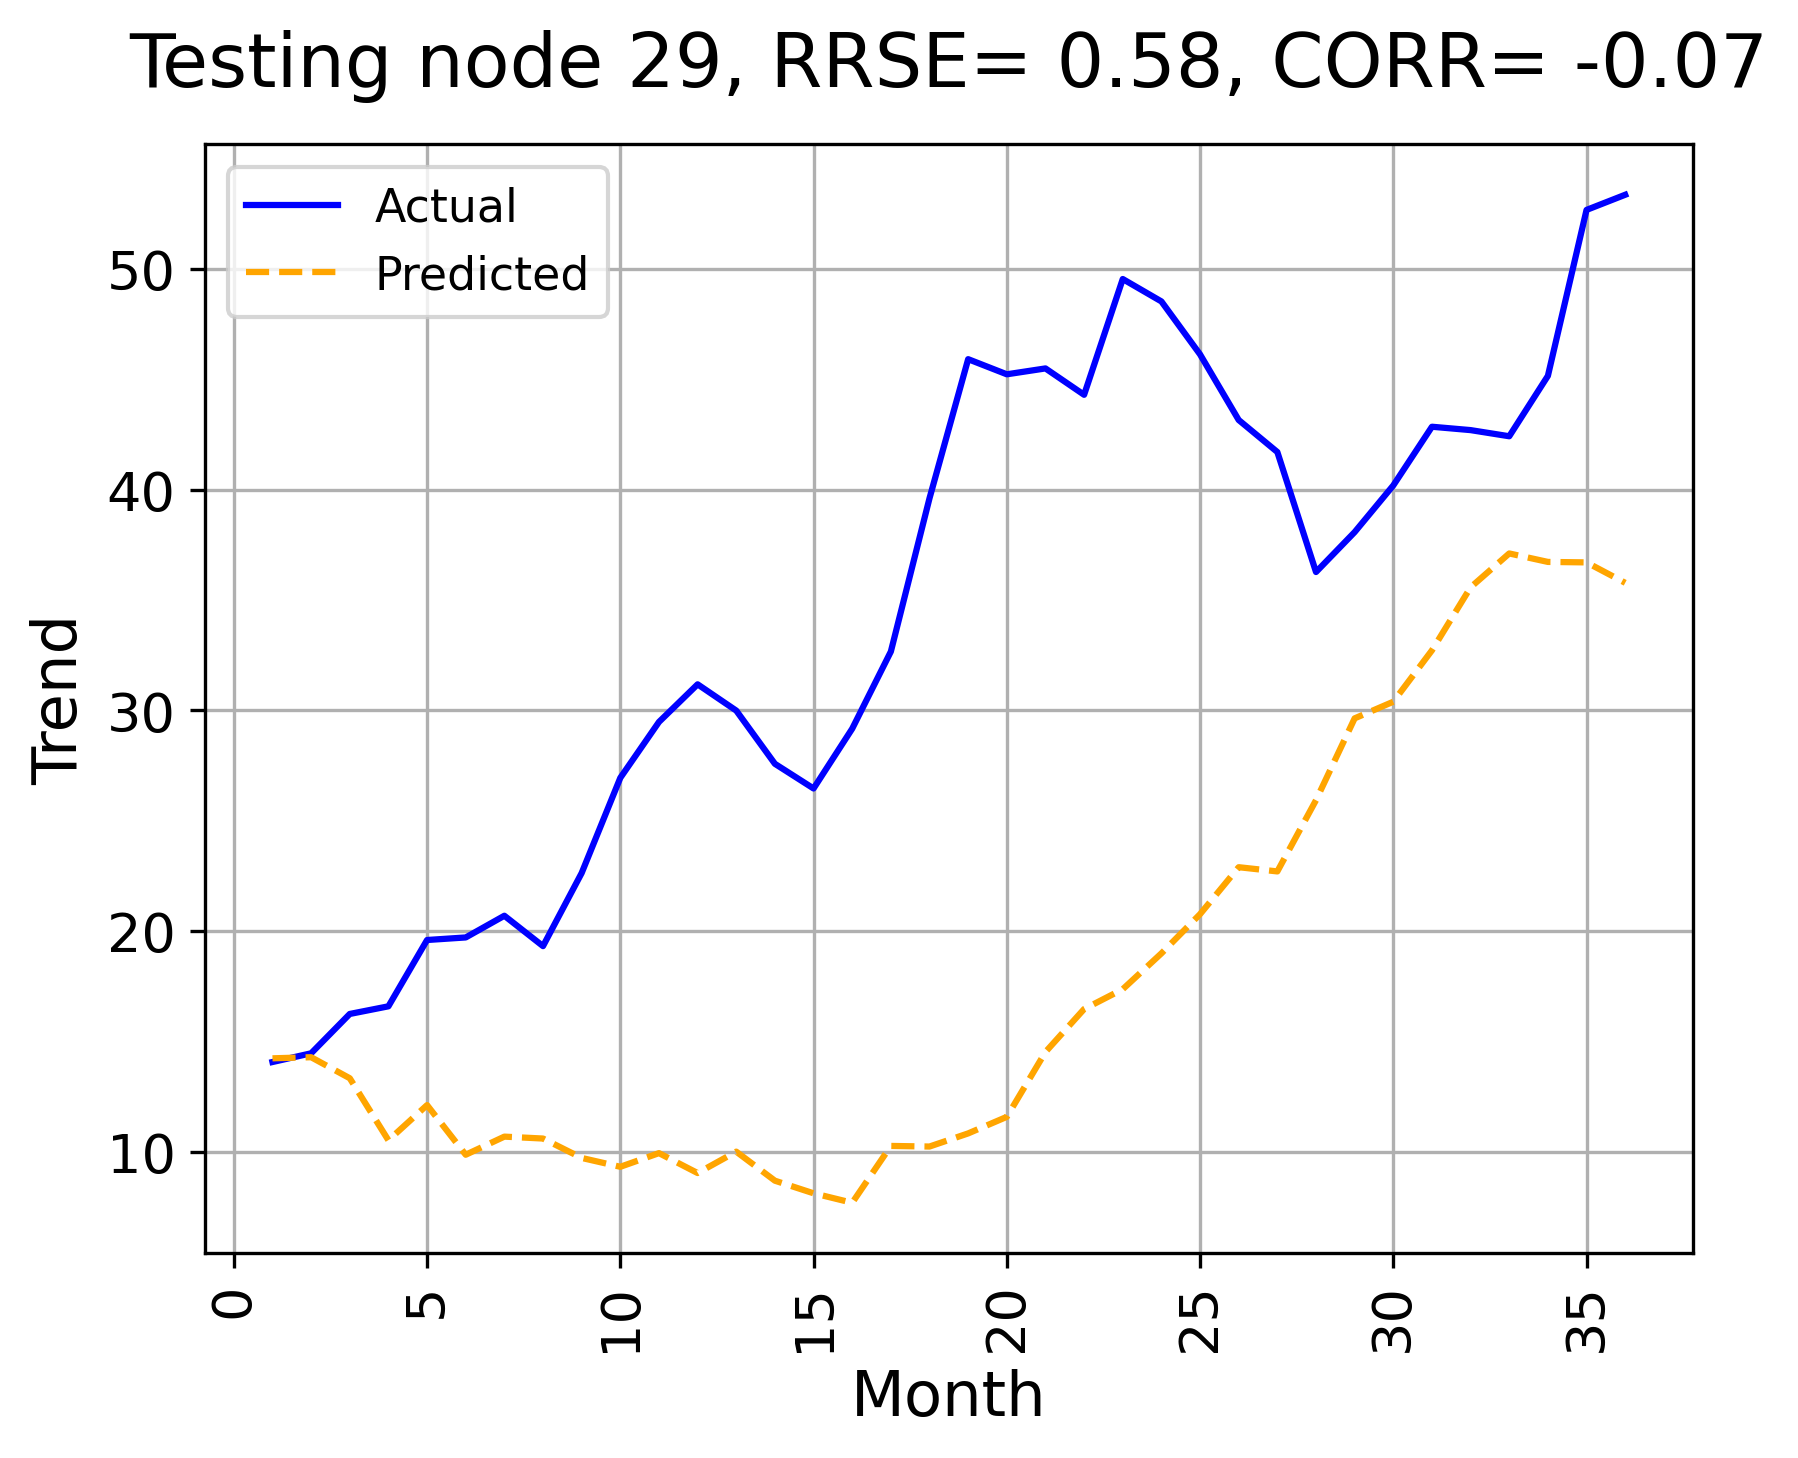 Testing node 29, RRSE= 0.58, CORR= -0.07
Actual
Predicted
50
40
30
20
10
Trend
0 5 10 15 20 25 30 35
Month